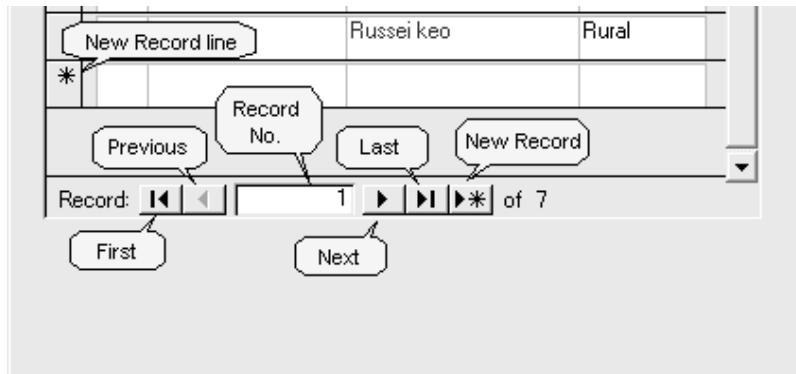 Russei keo Rural
New Record line
*
Record
No.
Previous
Last
New Record
Record: 1 of 7
First
Next